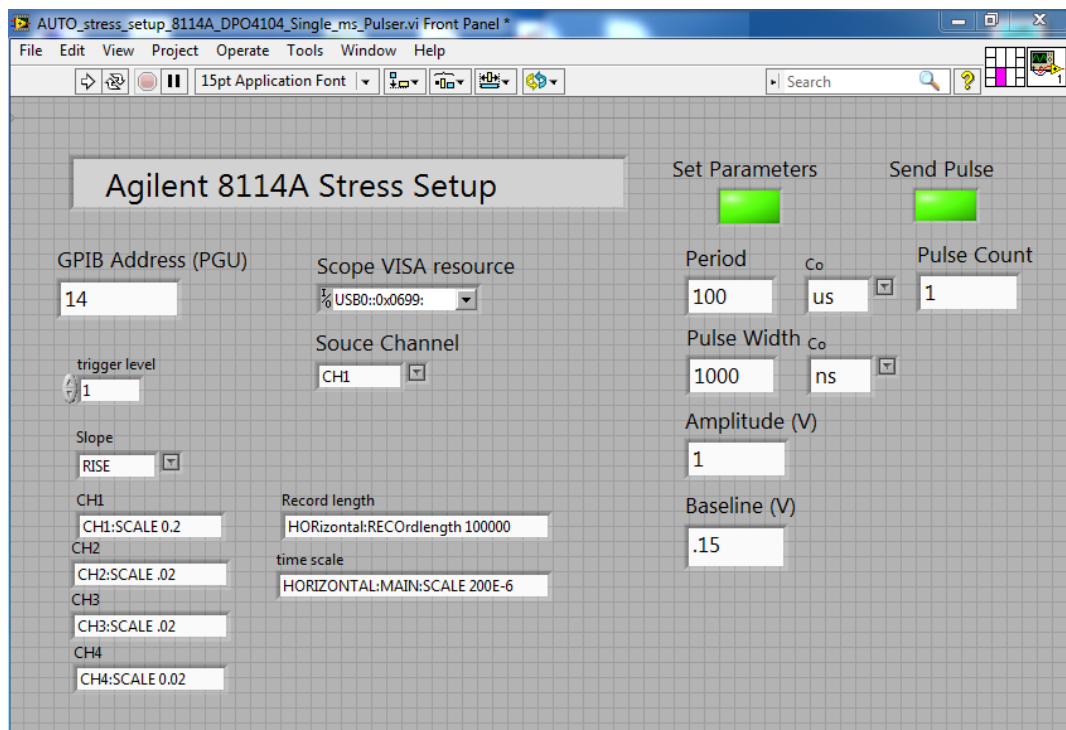 AUTO_stress_setup_8114A_DPO4104_Single_ms_Pulser.vi Front Panel *
File Edit View Project Operate Tools Window Help
15pt Application Font Search ? 1
Agilent 8114A Stress Setup
Set Parameters Send Pulse
GPIB Address (PGU)
14
Scope VISA resource
I/O USB0::0x0699:
Souce Channel
CH1
trigger level
1
Slope
RISE
CH1
CH1:SCALE 0.2
CH2
CH2:SCALE .02
CH3
CH3:SCALE .02
CH4
CH4:SCALE 0.02
Record length
HORizontal:RECOrdlength 100000
time scale
HORIZONTAL:MAIN:SCALE 200E-6
Period Co Pulse Count
100 us 1
Pulse Width Co
1000 ns
Amplitude (V)
1
Baseline (V)
.15